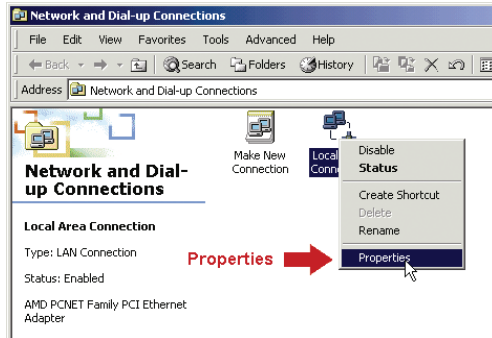 Network and Dial-up Connections
File Edit View Favorites Tools Advanced Help
Back Search Folders History
Address Network and Dial-up Connections
Network and Dial-
up Connections
Local Area Connection
Type: LAN Connection
Status: Enabled
AMD PCNET Family PCI Ethernet
Adapter
Make New
Connection
Local
Conn
Disable
Status
Create Shortcut
Delete
Rename
Properties
Properties